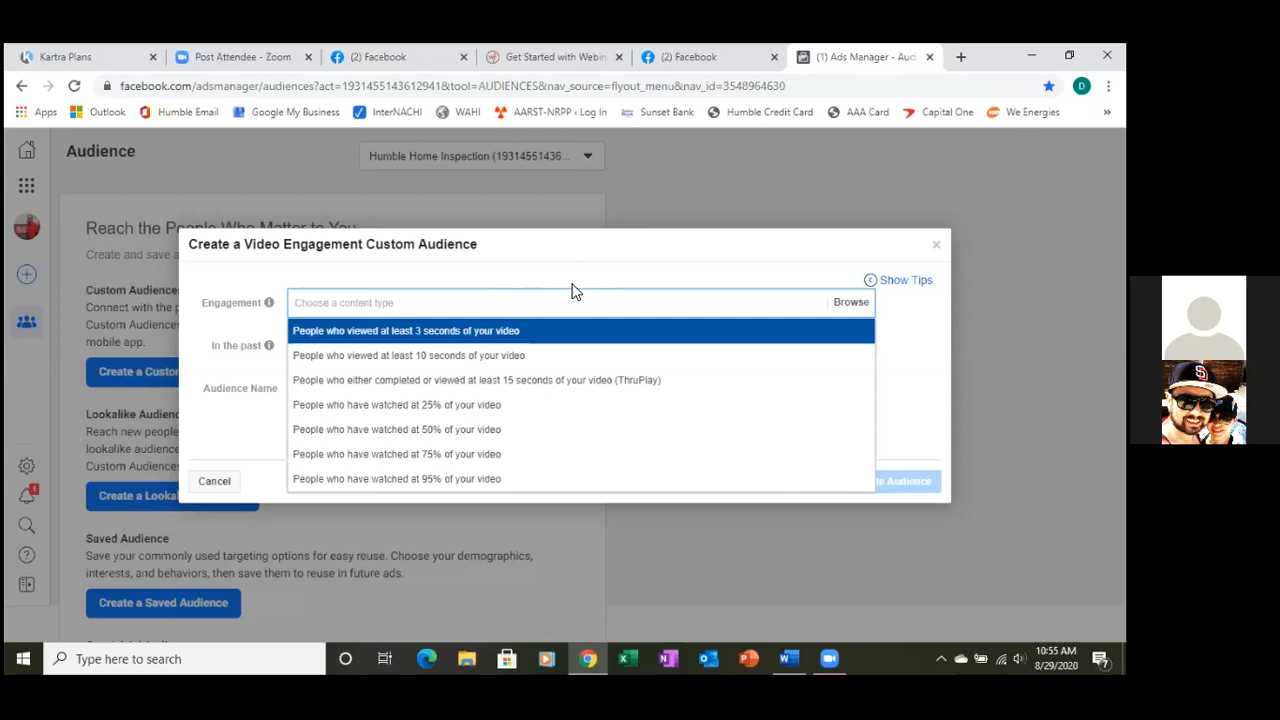 Kartra Plans
Post Attendee - Zoom
(2) Facebook
Get Started with Webin
(2) Facebook
(1) Ads Manager - Audi
facebook.com/adsmanager/audiences?act=1931455143612941&tool=AUDIENCES&nav_source=flyout_menu&nav_id=3548964630
D
Apps
Outlook
Humble Email
Google My Business
InterNACHI
WAHI
AARST-NRPP ‹ Log In
Sunset Bank
Humble Credit Card
AAA Card
Capital One
We Energies
»
Audience
Humble Home Inspection (19314551436 ...
Reach the People Who Matter to You
Create and save a
Custom Audiences
Connect with the p
Custom Audiences
mobile app.
Create a Custor
Lookalike Audien
Reach new people
lookalike audience
Custom Audiences
Create a Looka
Saved Audience
Save your commonly used targeting options for easy reuse. Choose your demographics,
interests, and behaviors, then save them to reuse in future ads.
Create a Saved Audience
Create a Video Engagement Custom Audience
Show Tips
Engagement
Choose a content type
Browse
In the past
Audience Name
People who viewed at least 3 seconds of your video
People who viewed at least 10 seconds of your video
People who either completed or viewed at least 15 seconds of your video (ThruPlay)
People who have watched at 25% of your video
People who have watched at 50% of your video
People who have watched at 75% of your video
People who have watched at 95% of your video
Cancel
te Audience
1
Type here to search
10:55 AM
8/29/2020
7